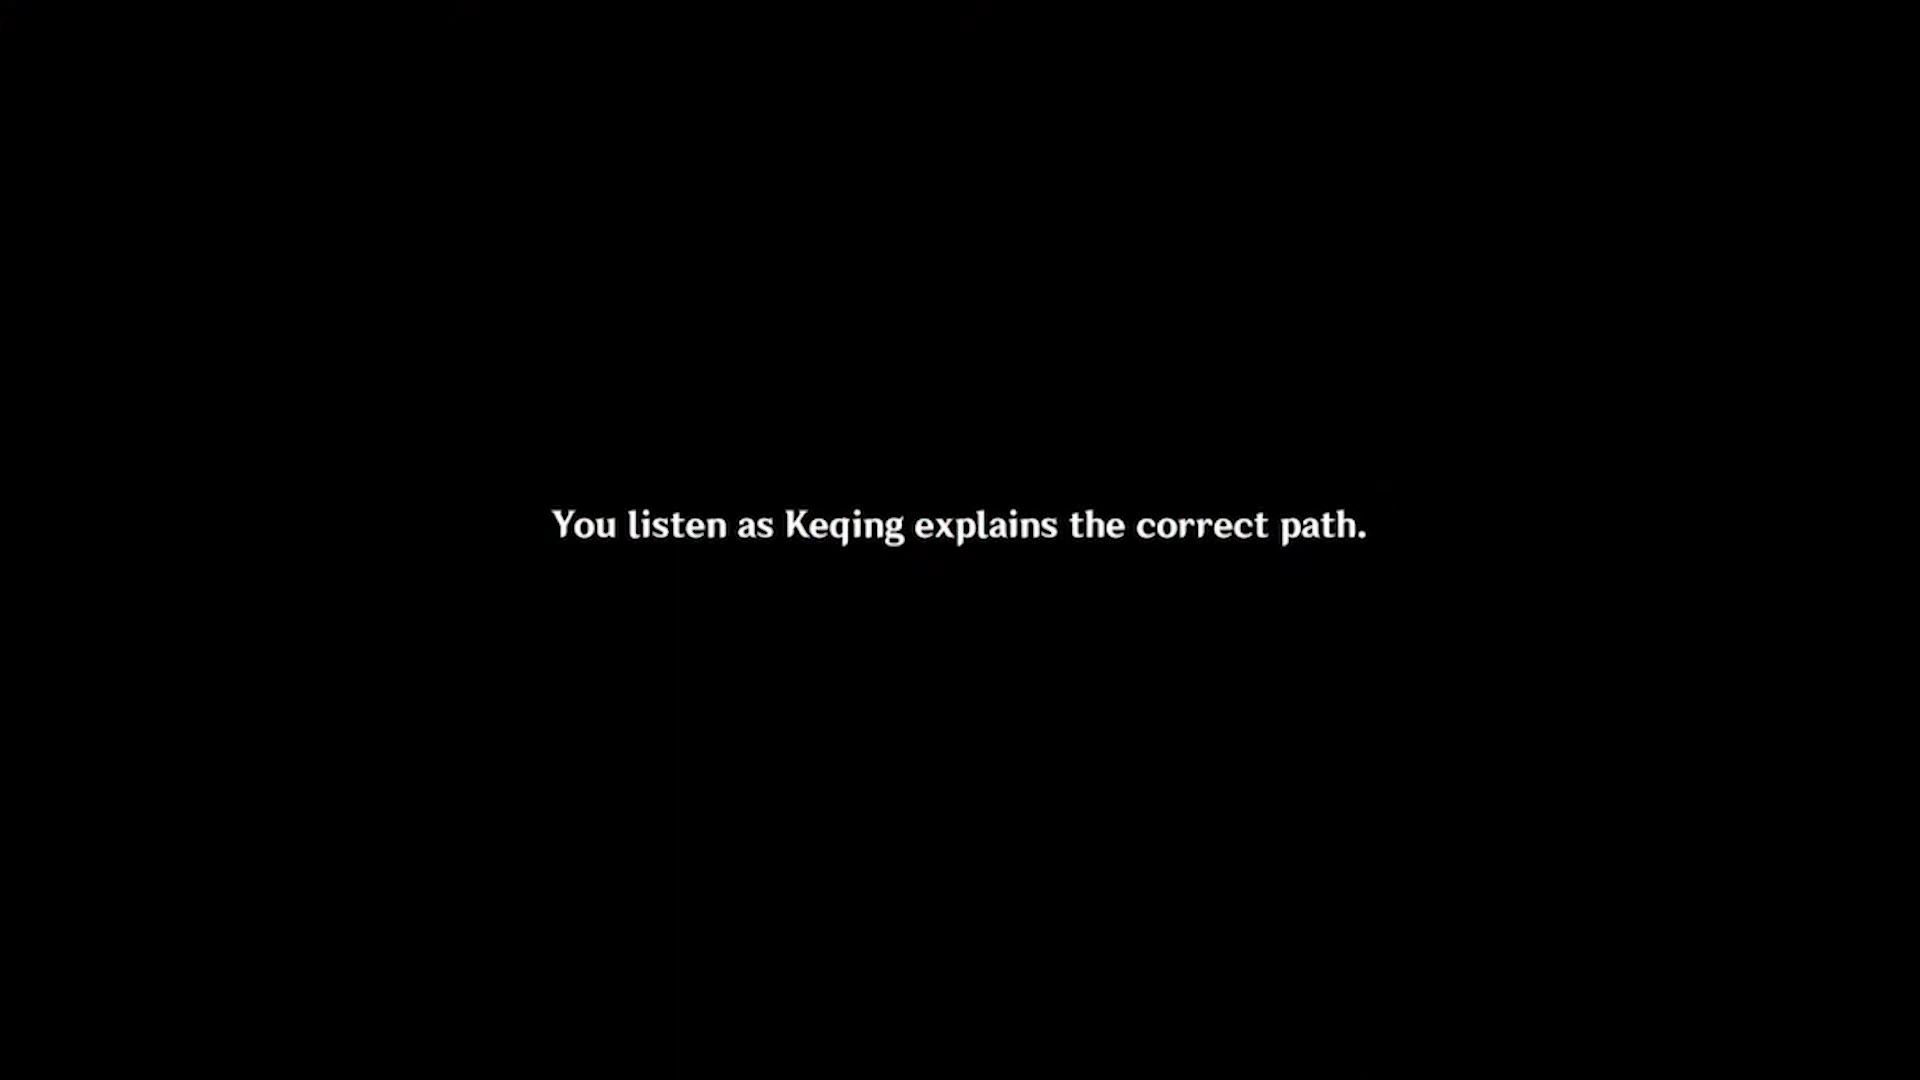 You listen as Keqing explains the correct path.